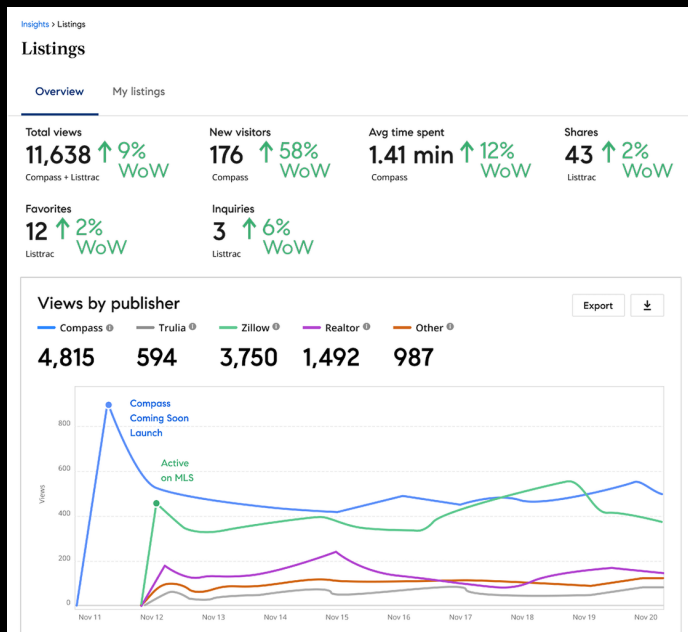 Insights > Listings
Listings
Overview My listings
Total views New visitors Avg time spent Shares
11,638 ↑ 9% WoW 176 ↑ 58% WoW 1.41 min ↑ 12% WoW 43 ↑ 2% WoW
Compass + Listtrac Compass Compass Listtrac
Favorites Inquiries
12 ↑ 2% WoW 3 ↑ 6% WoW
Listtrac Listtrac
Views by publisher Export
Compass Trulia Zillow Realtor Other
4,815 594 3,750 1,492 987
Compass
Coming Soon
Launch
Active
on MLS
Views
800
600
400
200
0
Nov 11 Nov 12 Nov 13 Nov 14 Nov 15 Nov 16 Nov 17 Nov 18 Nov 19 Nov 20